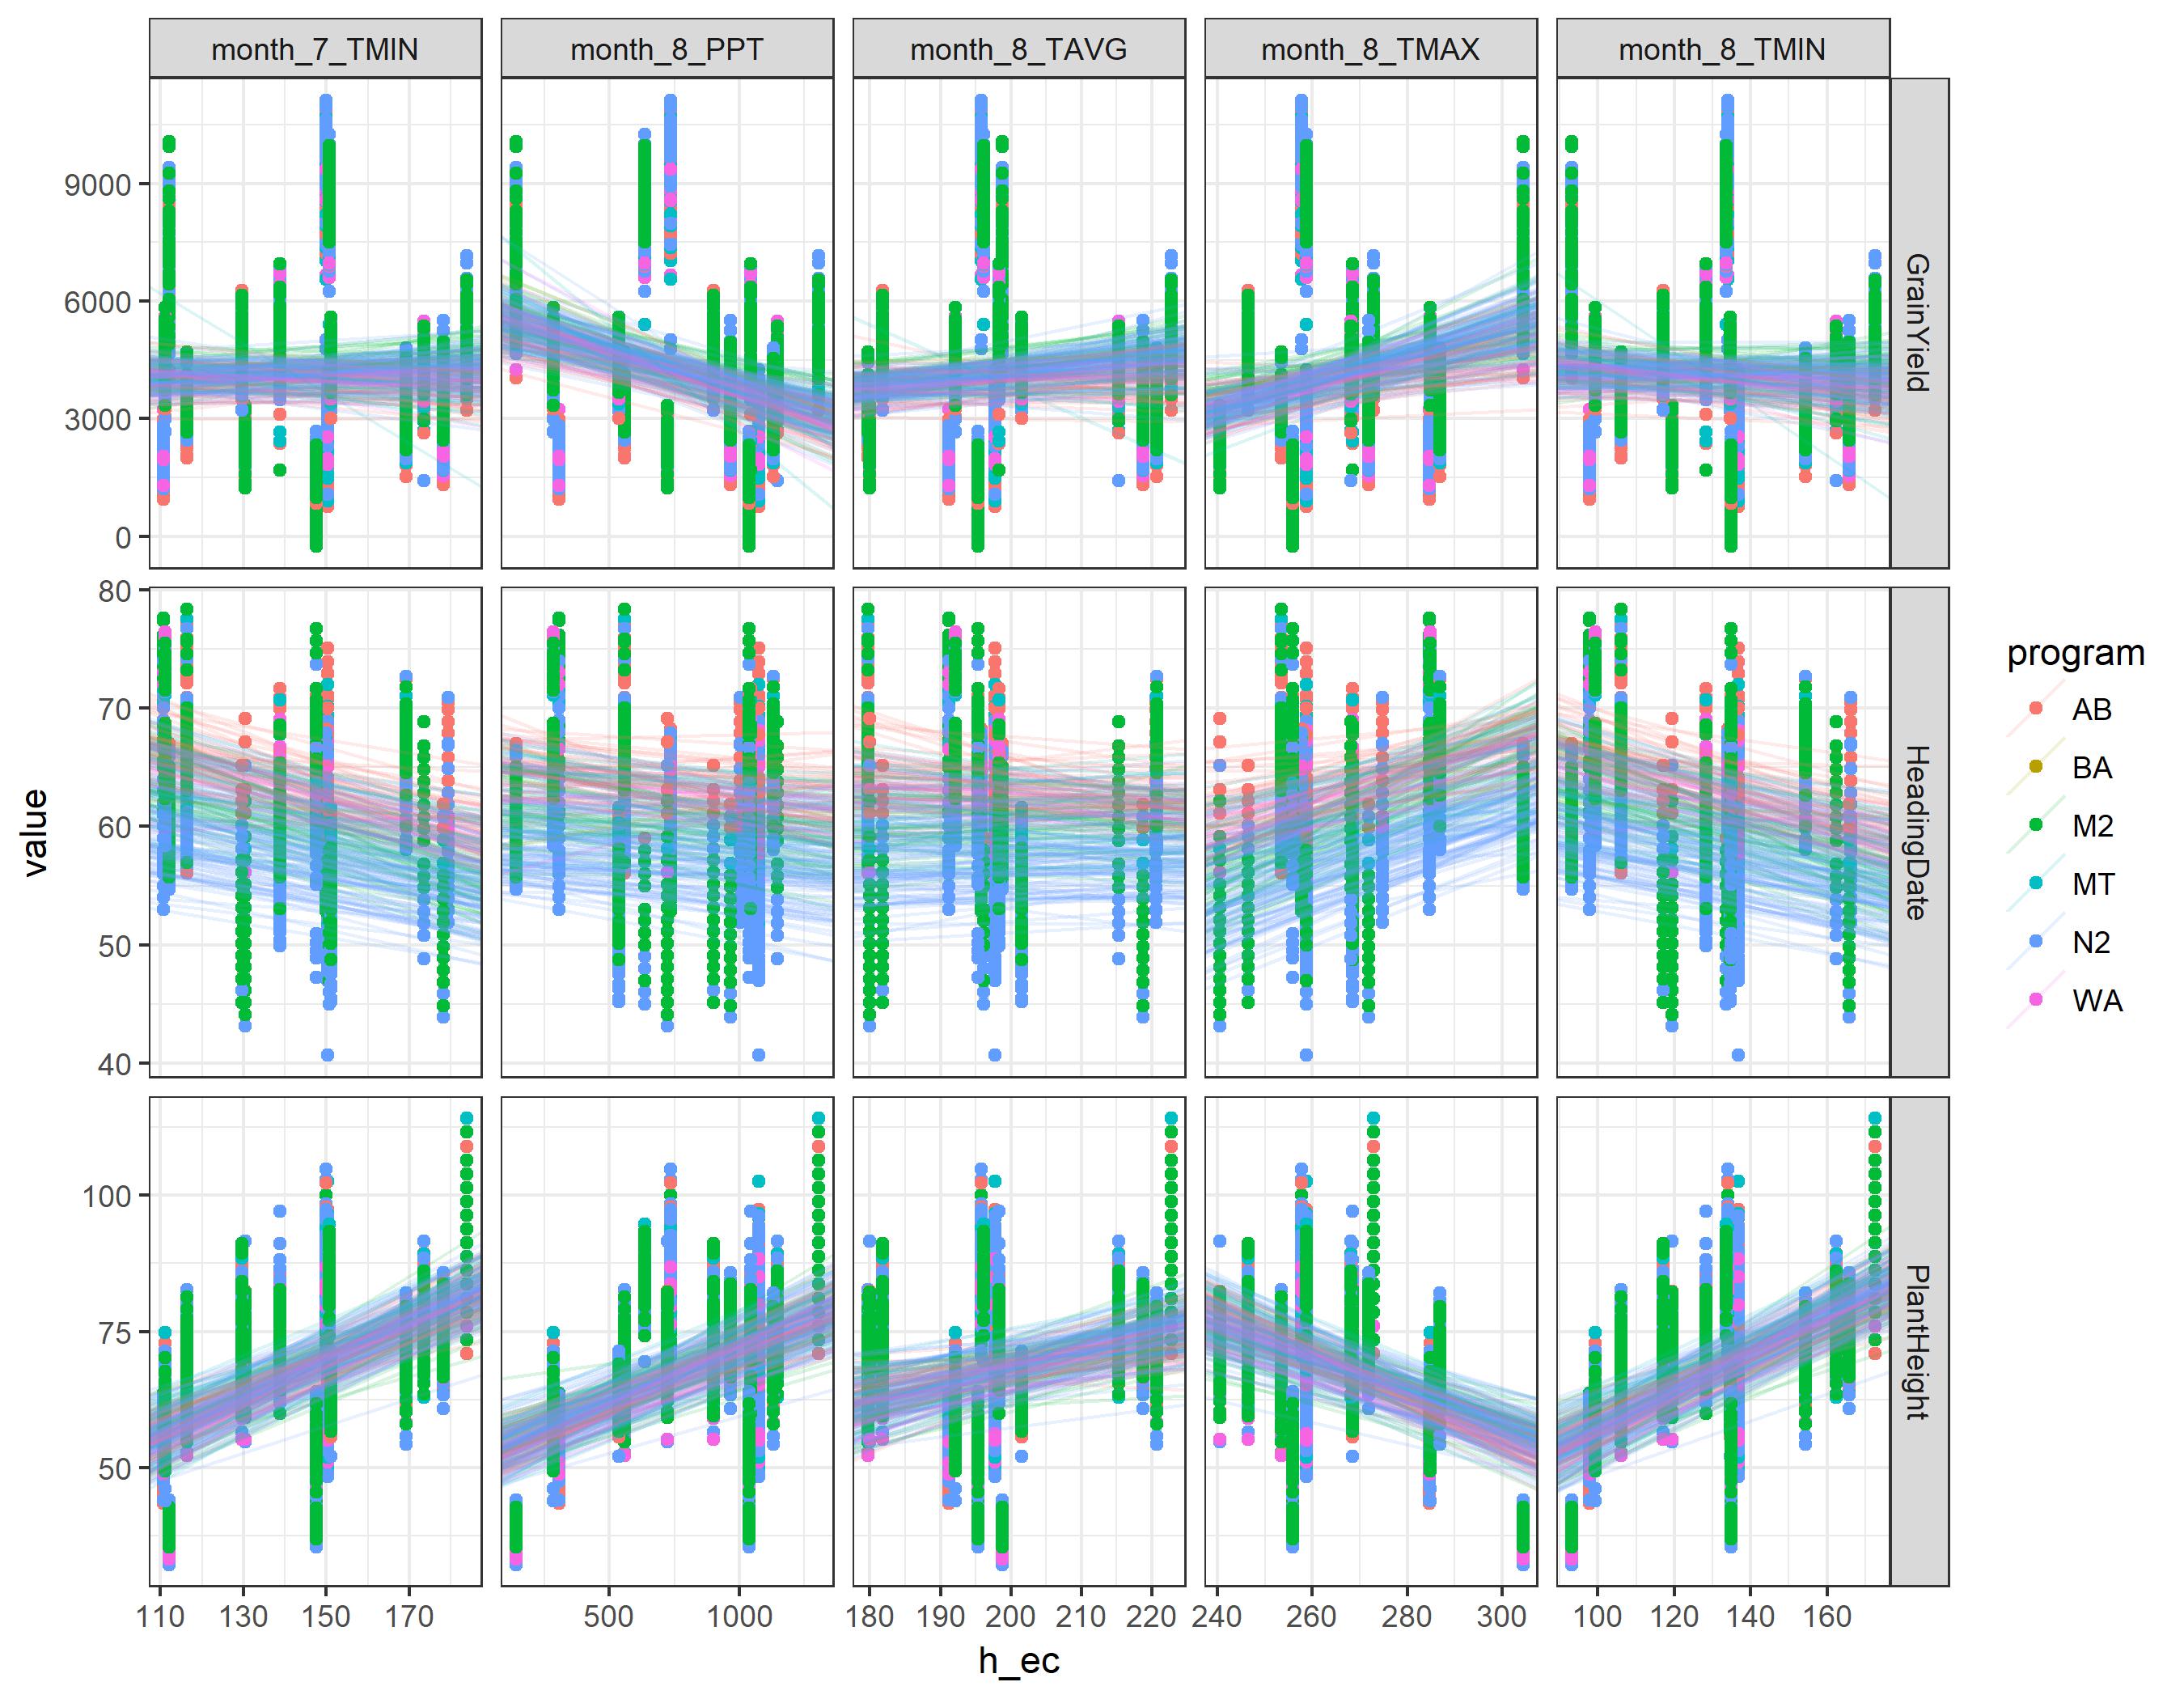 month_7_TMIN month_8_PPT month_8_TAVG month_8_TMAX month_8_TMIN
9000
6000
3000
0
GrainYield
80
70
60
50
40
HeadingDate
100
75
50
PlantHeight
value
110 130 150 170 500 1000 180 190 200 210 220 240 260 280 300 100 120 140 160
h_ec
program
AB
BA
M2
MT
N2
WA